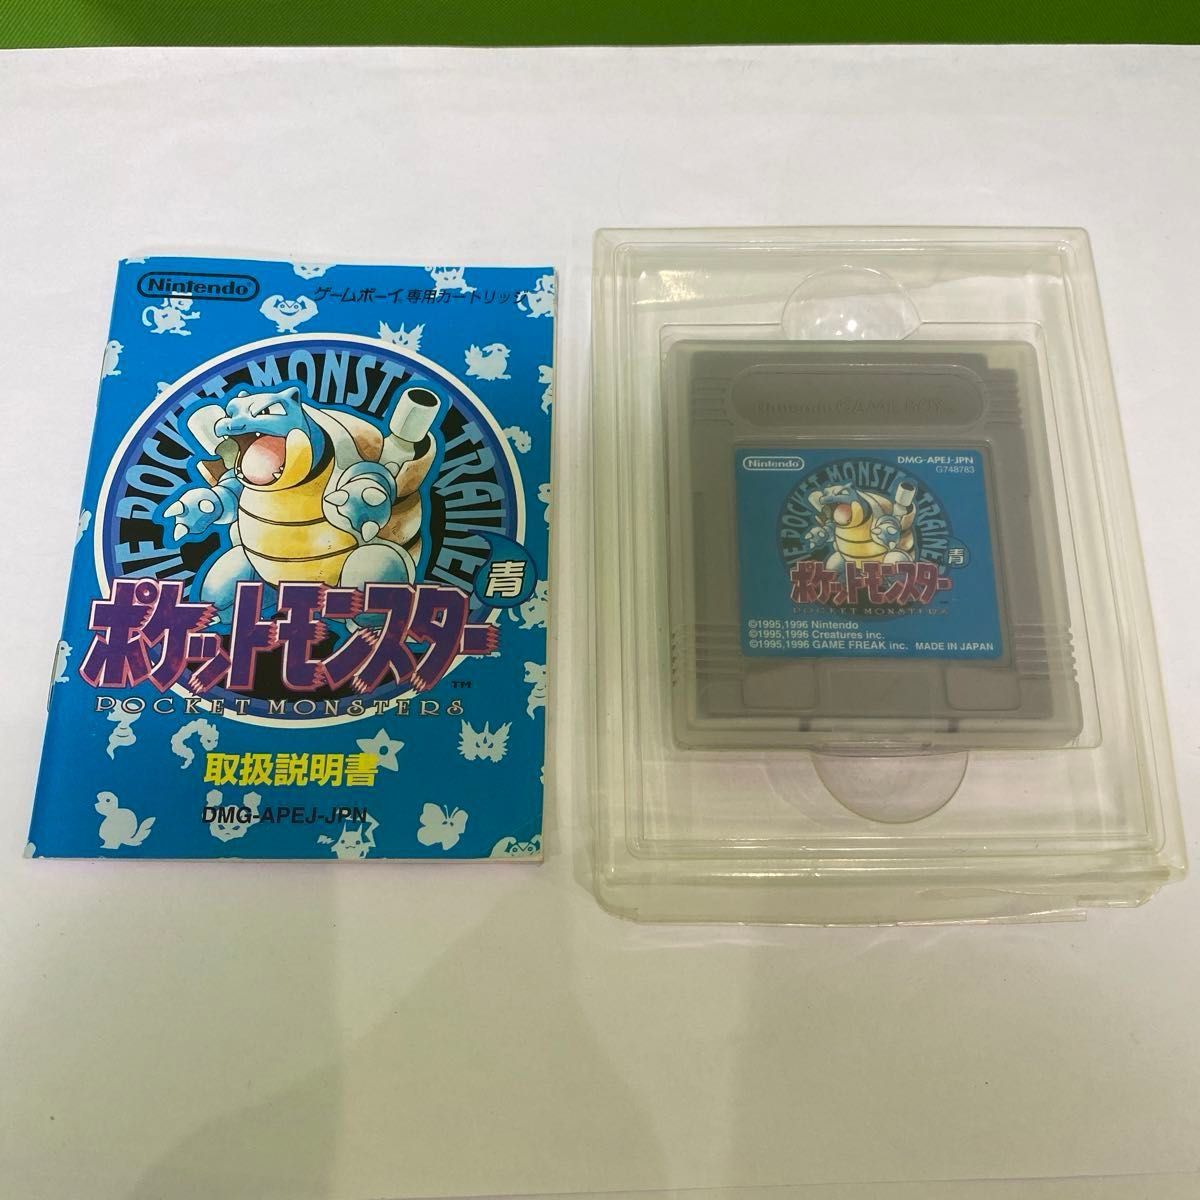 Nintendo
ゲームボーイ専用カートリッジ
THE POCKET MONSTER TRAINER
青
ポケットモンスター
TM
POCKET MONSTERS
取扱説明書
DMG-APEJ-JPN
Nintendo GAME BOY
Nintendo
DMG-APEJ-JPN
G748783
THE POCKET MONSTER TRAINER
青
ポケットモンスター
POCKET MONSTERS
©1995,1996 Nintendo
©1995,1996 Creatures inc.
©1995,1996 GAME FREAK inc. MADE IN JAPAN